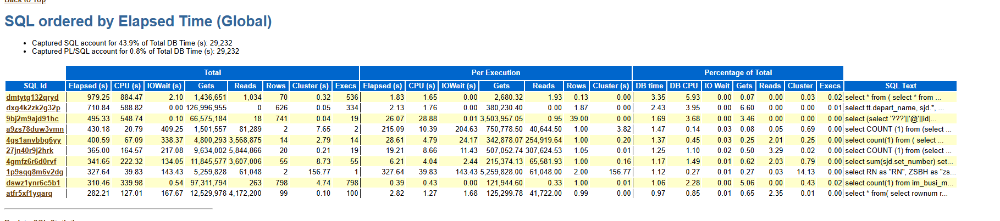 Back to Top
SQL ordered by Elapsed Time (Global)
• Captured SQL account for 43.9% of Total DB Time (s): 29,232
• Captured PL/SQL account for 0.8% of Total DB Time (s): 29,232
Total Per Execution Percentage of Total
SQL Id Elapsed (s) CPU (s) IOWait (s) Gets Reads Rows Cluster (s) Execs Elapsed (s) CPU (s) IOWait (s) Gets Reads Rows Cluster (s) DB time DB CPU IO Wait Gets Reads Cluster Execs SQL Text
dmtytg132qryd 979.25 884.47 2.10 1,436,651 1,034 70 0.32 536 1.83 1.65 0.00 2,680.32 1.93 0.13 0.00 3.35 5.93 0.00 0.07 0.00 0.03 0.02 select * from ( select * from ...
dxg4k2zk2g32p 710.84 588.82 0.00 126,996,955 0 626 0.05 334 2.13 1.76 0.00 380,230.40 0.00 1.87 0.00 2.43 3.95 0.00 6.60 0.00 0.00 0.01 select tt.depart_name, sjd.*, ...
9bj2m9ajd91hc 495.33 548.74 0.10 66,575,184 18 741 0.04 19 26.07 28.88 0.01 3,503,957.05 0.95 39.00 0.00 1.69 3.68 0.00 3.46 0.00 0.00 0.00 select (select '???'||'@'||id|...
a9zs78duw3vmn 430.18 20.79 409.25 1,501,557 81,289 2 7.65 2 215.09 10.39 204.63 750,778.50 40,644.50 1.00 3.82 1.47 0.14 0.03 0.08 0.05 0.69 0.00 select COUNT (1) from (select ...
4gs1anvbbg6yy 400.59 67.09 338.37 4,800,293 3,568,875 14 2.79 14 28.61 4.79 24.17 342,878.07 254,919.64 1.00 0.20 1.37 0.45 0.03 0.25 2.01 0.25 0.00 select count(1) from ( select ...
27jn40r9j2hrk 365.00 164.57 217.08 9,634,002 5,844,866 20 0.21 19 19.21 8.66 11.43 507,052.74 307,624.53 1.05 0.01 1.25 1.10 0.02 0.50 3.29 0.02 0.00 select COUNT (1) from (select ...
4gmfz6r6d0rvf 341.65 222.32 134.05 11,845,577 3,607,006 55 8.73 55 6.21 4.04 2.44 215,374.13 65,581.93 1.00 0.16 1.17 1.49 0.01 0.62 2.03 0.79 0.00 select sum(sjd.set_number) set...
1p9sqq8m6v2dg 327.64 39.83 143.43 5,259,828 61,048 2 156.77 1 327.64 39.83 143.43 5,259,828.00 61,048.00 2.00 156.77 1.12 0.27 0.01 0.27 0.03 14.13 0.00 select RN as "RN", ZSBH as "zs...
dswz1ynr6c5b1 310.46 339.98 0.54 97,311,794 263 798 4.74 798 0.39 0.43 0.00 121,944.60 0.33 1.00 0.01 1.06 2.28 0.00 5.06 0.00 0.43 0.02 select count(1) from im_busi_m...
atfr5xf1yqarq 282.21 127.01 167.67 12,529,978 4,172,200 99 0.10 100 2.82 1.27 1.68 125,299.78 41,722.00 0.99 0.00 0.97 0.85 0.01 0.65 2.35 0.01 0.00 select * from( select rownum r...